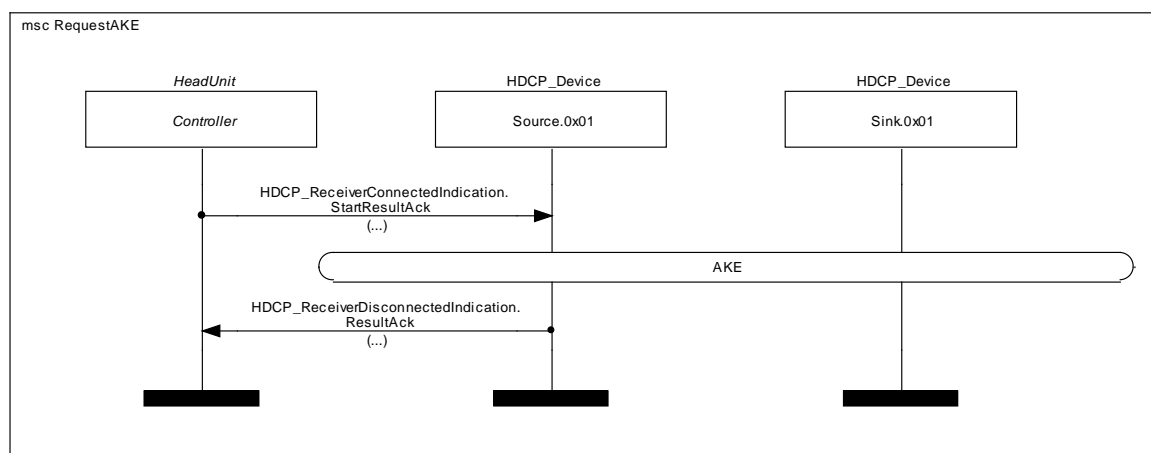 msc RequestAKE
HeadUnit
HDCP_Device
HDCP_Device
Controller
Source.0x01
Sink.0x01
HDCP_ReceiverConnectedIndication.
StartResultAck
(...)
AKE
HDCP_ReceiverDisconnectedIndication.
ResultAck
(...)